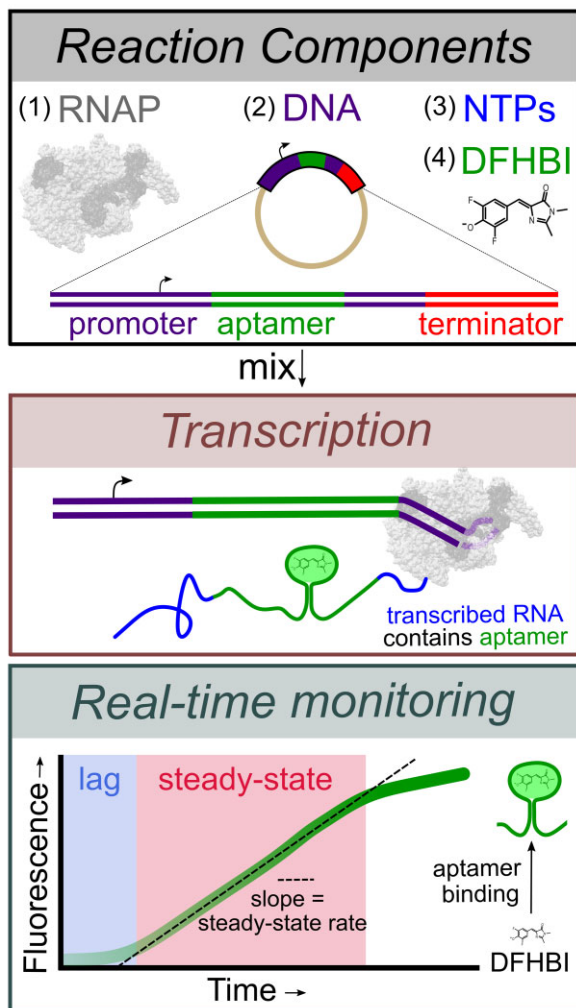 Reaction Components
(1) RNAP
(2) DNA
(3) NTPs
(4) DFHBI
F
O
N
N
-O
F
promoter
aptamer
terminator
mix
Transcription
transcribed RNA
contains aptamer
Real-time monitoring
lag
steady-state
Fluorescence →
slope =
steady-state rate
Time →
aptamer
binding
DFHBI